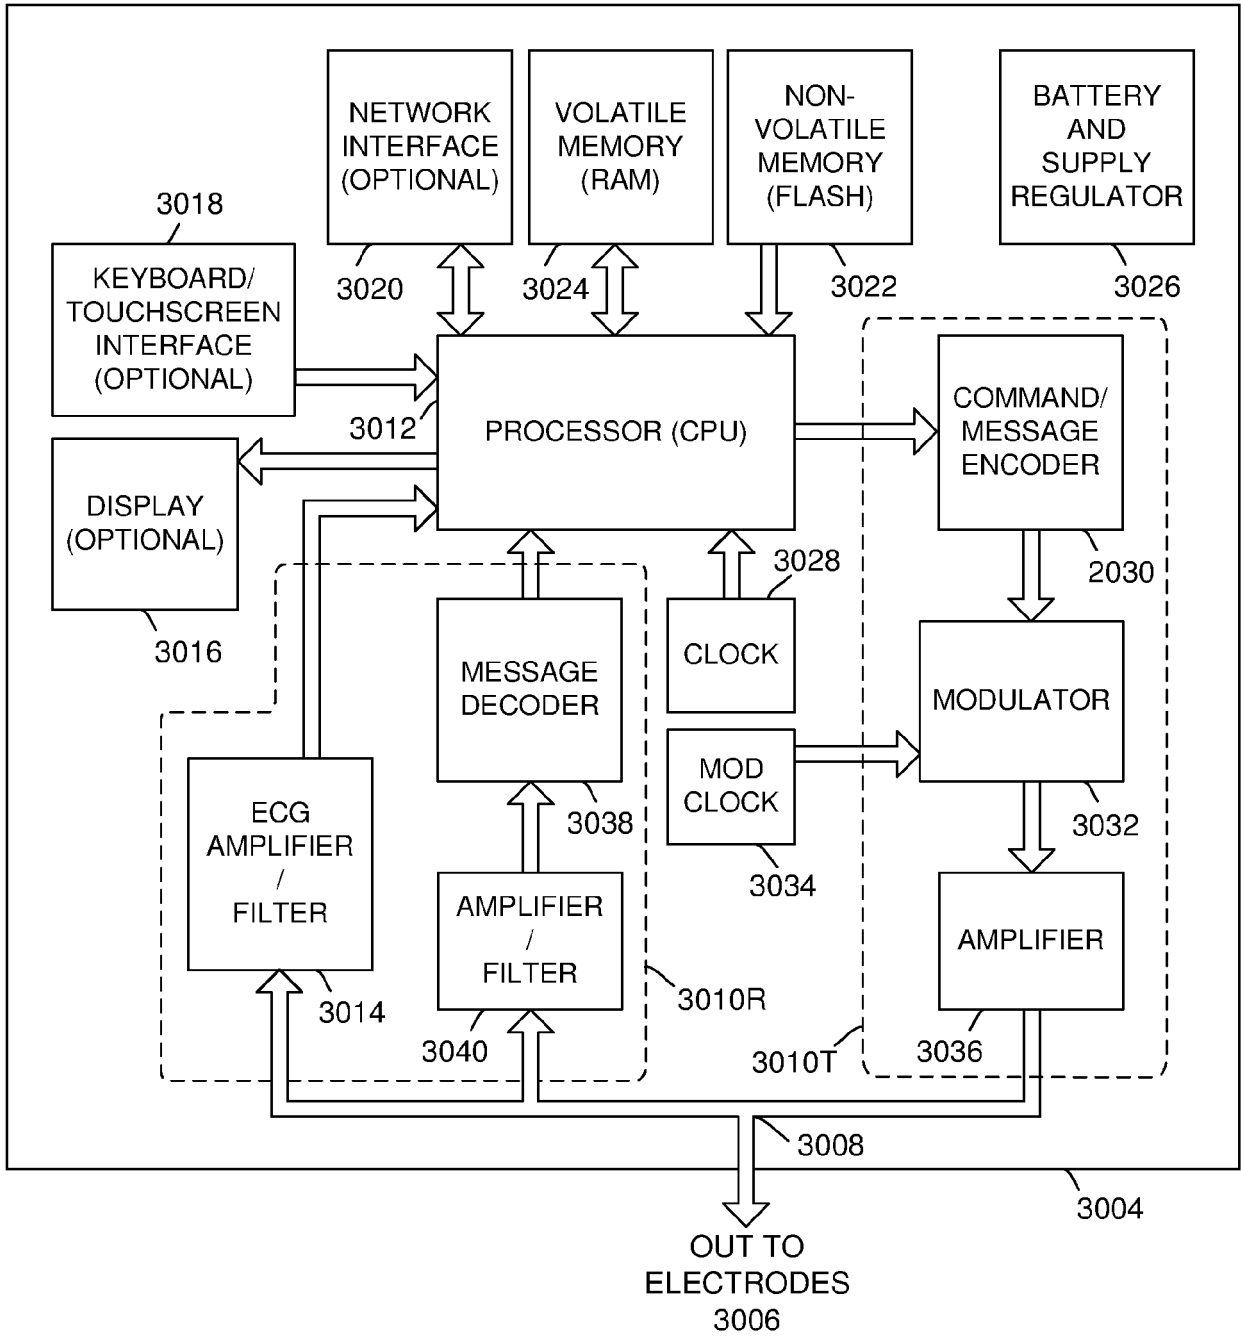 NETWORK
INTERFACE
(OPTIONAL)
3020
VOLATILE
MEMORY
(RAM)
3024
NON-
VOLATILE
MEMORY
(FLASH)
3022
BATTERY
AND
SUPPLY
REGULATOR
3026
3018
KEYBOARD/
TOUCHSCREEN
INTERFACE
(OPTIONAL)
3012
PROCESSOR (CPU)
COMMAND/
MESSAGE
ENCODER
2030
DISPLAY
(OPTIONAL)
3016
3028
CLOCK
MESSAGE
DECODER
3038
MODULATOR
3032
MOD
CLOCK
3034
ECG
AMPLIFIER
/
FILTER
3014
AMPLIFIER
/
FILTER
3040
3010R
AMPLIFIER
3036
3010T
3008
3004
OUT TO
ELECTRODES
3006